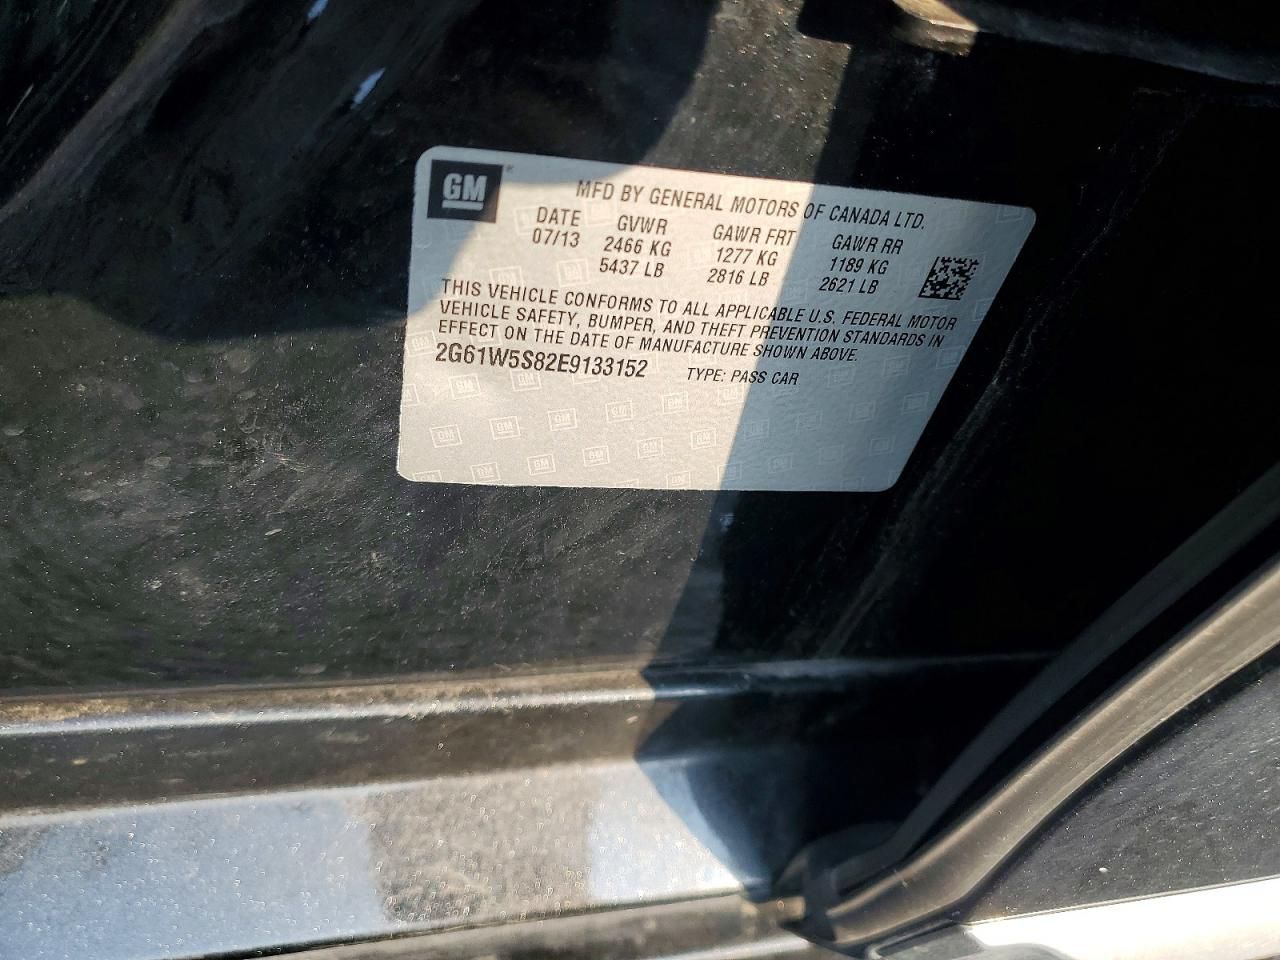 GM
MFD BY GENERAL MOTORS OF CANADA LTD.
DATE GVWR GAWR FRT GAWR RR
07/13 2466 KG 1277 KG 1189 KG
5437 LB 2816 LB 2621 LB
THIS VEHICLE CONFORMS TO ALL APPLICABLE U.S. FEDERAL MOTOR
VEHICLE SAFETY, BUMPER, AND THEFT PREVENTION STANDARDS IN
EFFECT ON THE DATE OF MANUFACTURE SHOWN ABOVE.
2G61W5S82E9133152 TYPE: PASS CAR